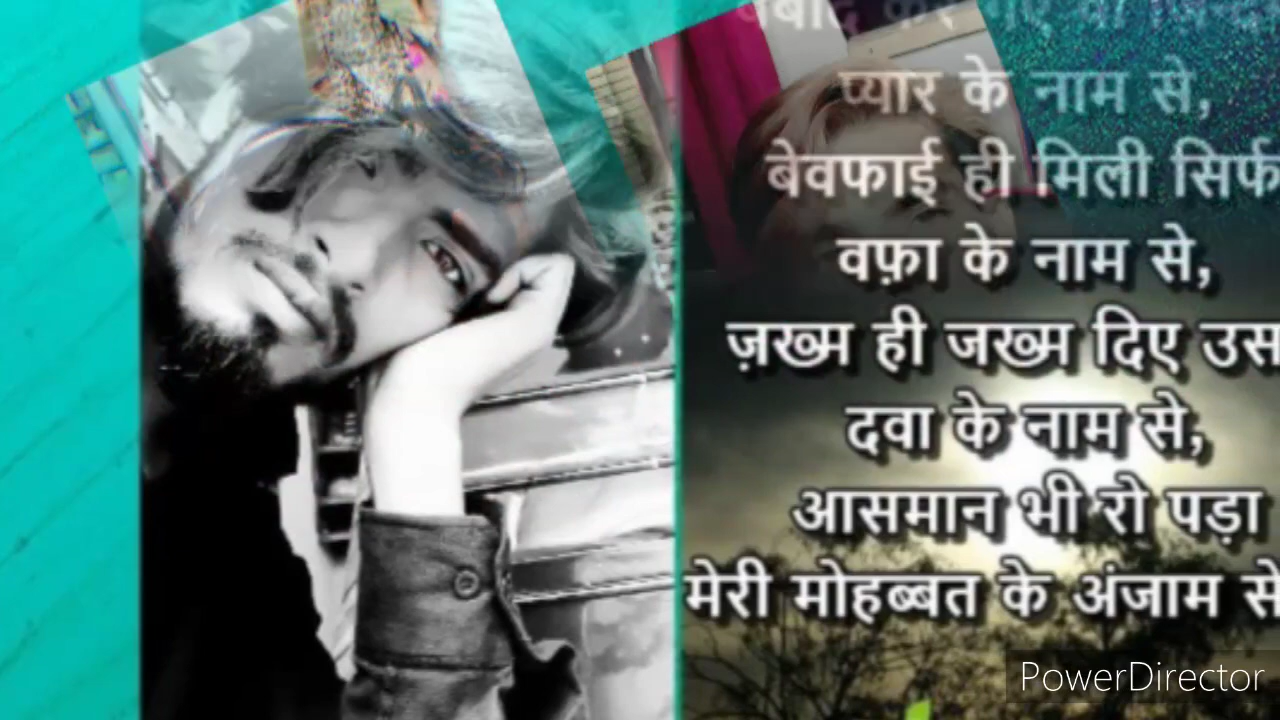 प्यार के नाम से,
बेवफाई ही मिली सिर्फ
वफ़ा के नाम से,
ज़ख्म ही जख्म दिए उस
दवा के नाम से,
आसमान भी रो पड़ा
मेरी मोहब्बत के अंजाम से
PowerDirector